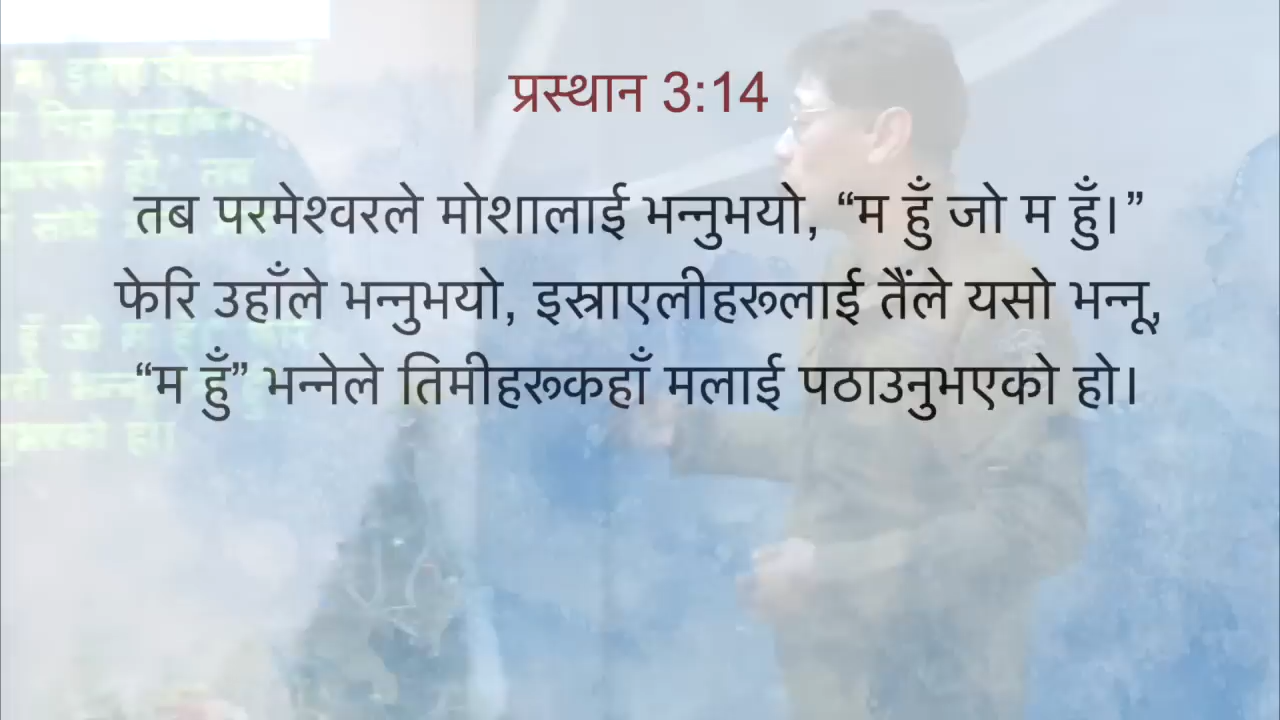 प्रस्थान 3:14
तब परमेश्वरले मोशालाई भन्नुभयो, “म हुँ जो म हुँ।”
फेरि उहाँले भन्नुभयो, इस्राएलीहरूलाई तैंले यसो भन्नू,
“म हुँ” भन्नेले तिमीहरूकहाँ मलाई पठाउनुभएको हो।